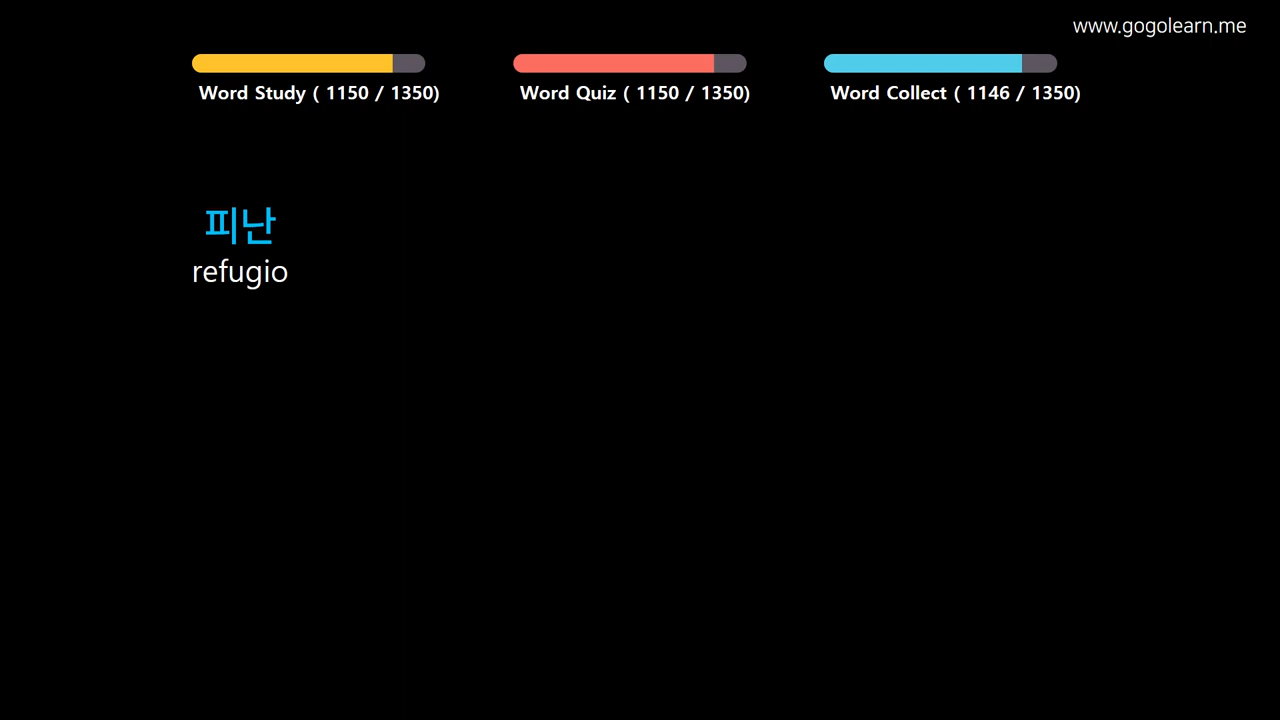 www.gogolearn.me
Word Study ( 1150 / 1350)
Word Quiz ( 1150 / 1350)
Word Collect ( 1146 / 1350)
피난
refugio